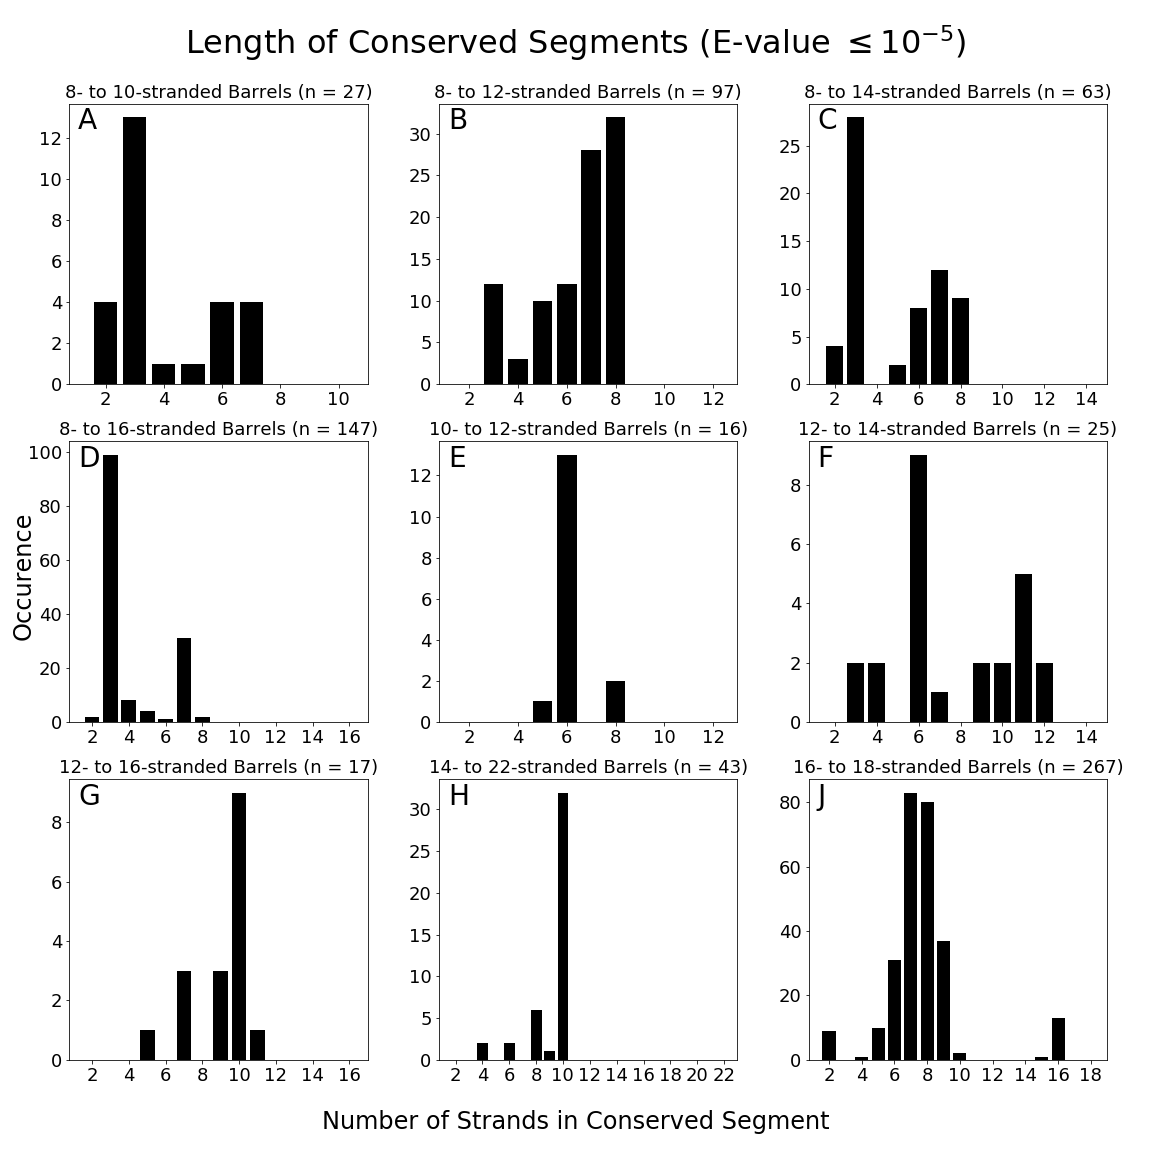 Length of Conserved Segments (E-value ≤10⁻⁵)
8- to 10-stranded Barrels (n = 27)
A
12
10
8
6
4
2
0
2 4 6 8 10
8- to 12-stranded Barrels (n = 97)
B
30
25
20
15
10
5
0
2 4 6 8 10 12
8- to 14-stranded Barrels (n = 63)
C
25
20
15
10
5
0
2 4 6 8 10 12 14
Occurence
8- to 16-stranded Barrels (n = 147)
D
100
80
60
40
20
0
2 4 6 8 10 12 14 16
10- to 12-stranded Barrels (n = 16)
E
12
10
8
6
4
2
0
2 4 6 8 10 12
12- to 14-stranded Barrels (n = 25)
F
8
6
4
2
0
2 4 6 8 10 12 14
12- to 16-stranded Barrels (n = 17)
G
8
6
4
2
0
2 4 6 8 10 12 14 16
14- to 22-stranded Barrels (n = 43)
H
30
25
20
15
10
5
0
2 4 6 8 10 12 14 16 18 20 22
16- to 18-stranded Barrels (n = 267)
J
80
60
40
20
0
2 4 6 8 10 12 14 16 18
Number of Strands in Conserved Segment